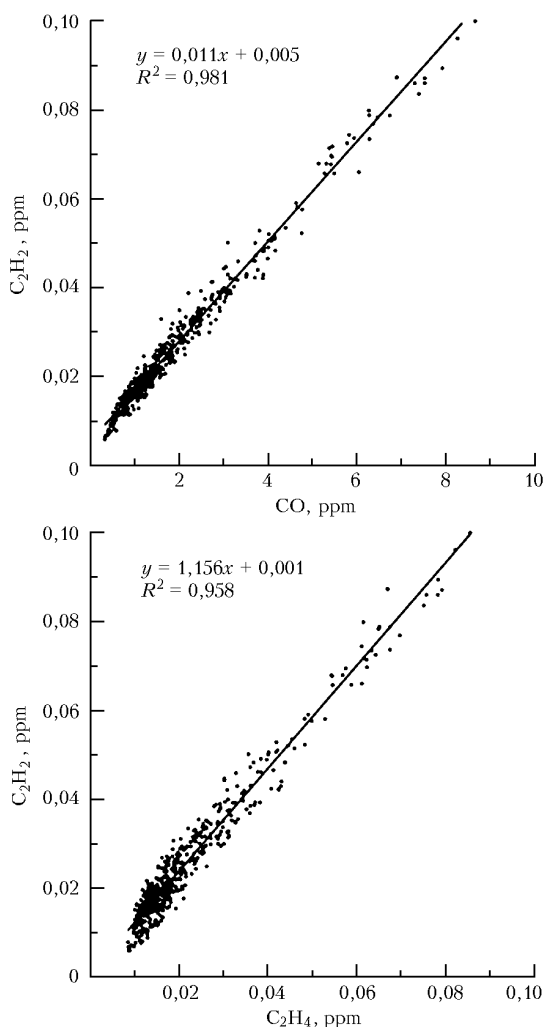 0,10
y = 0,011x + 0,005
R² = 0,981
0,08
0,06
C₂H₂, ppm
0,04
0,02
0
2
4
6
8
10
CO, ppm
0,10
y = 1,156x + 0,001
R² = 0,958
0,08
0,06
C₂H₂, ppm
0,04
0,02
0
0,02
0,04
0,06
0,08
0,10
C₂H₄, ppm